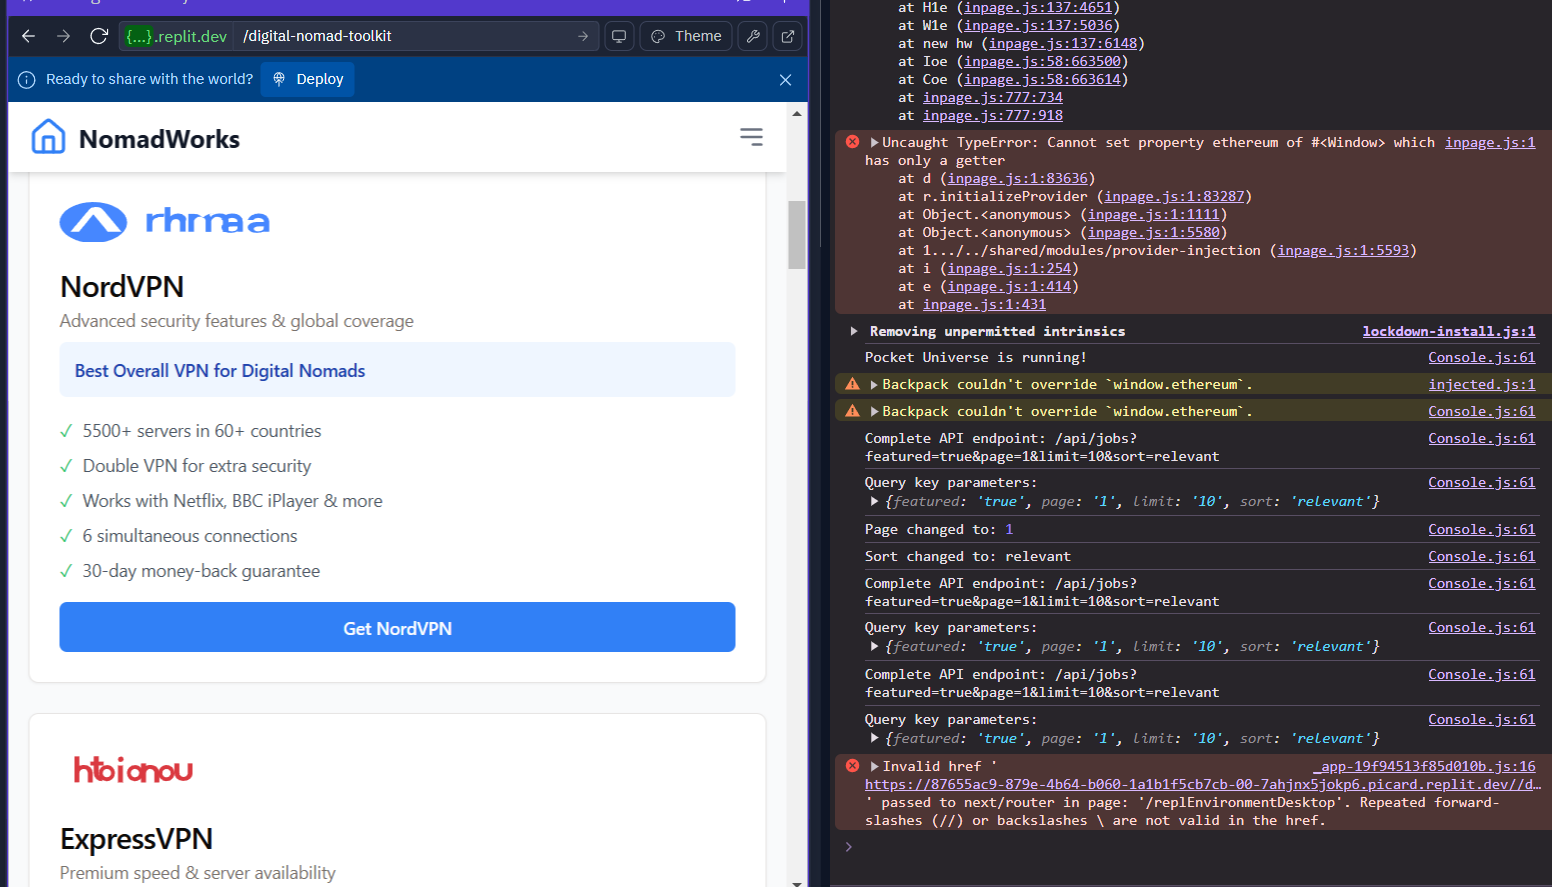 {...}.replit.dev /digital-nomad-toolkit
Theme
Ready to share with the world?
Deploy
NomadWorks
NordVPN
Advanced security features & global coverage
Best Overall VPN for Digital Nomads
✓ 5500+ servers in 60+ countries
✓ Double VPN for extra security
✓ Works with Netflix, BBC iPlayer & more
✓ 6 simultaneous connections
✓ 30-day money-back guarantee
Get NordVPN
ExpressVPN
Premium speed & server availability
at H1e (inpage.js:137:4651)
at W1e (inpage.js:137:5036)
at new hw (inpage.js:137:6148)
at Ioe (inpage.js:58:663500)
at Coe (inpage.js:58:663614)
at inpage.js:777:734
at inpage.js:777:918
Uncaught TypeError: Cannot set property ethereum of #<Window> which inpage.js:1
has only a getter
at d (inpage.js:1:83636)
at r.initializeProvider (inpage.js:1:83287)
at Object.<anonymous> (inpage.js:1:1111)
at Object.<anonymous> (inpage.js:1:5580)
at 1.../../shared/modules/provider-injection (inpage.js:1:5593)
at i (inpage.js:1:254)
at e (inpage.js:1:414)
at inpage.js:1:431
Removing unpermitted intrinsics lockdown-install.js:1
Pocket Universe is running! Console.js:61
Backpack couldn't override `window.ethereum`. injected.js:1
Backpack couldn't override `window.ethereum`. Console.js:61
Complete API endpoint: /api/jobs? Console.js:61
featured=true&page=1&limit=10&sort=relevant
Query key parameters: Console.js:61
{featured: 'true', page: '1', limit: '10', sort: 'relevant'}
Page changed to: 1 Console.js:61
Sort changed to: relevant Console.js:61
Complete API endpoint: /api/jobs? Console.js:61
featured=true&page=1&limit=10&sort=relevant
Query key parameters: Console.js:61
{featured: 'true', page: '1', limit: '10', sort: 'relevant'}
Complete API endpoint: /api/jobs? Console.js:61
featured=true&page=1&limit=10&sort=relevant
Query key parameters: Console.js:61
{featured: 'true', page: '1', limit: '10', sort: 'relevant'}
Invalid href ' _app-19f94513f85d010b.js:16
https://87655ac9-879e-4b64-b060-1a1b1f5cb7cb-00-7ahjnx5jokp6.picard.replit.dev//d…
' passed to next/router in page: '/replEnvironmentDesktop'. Repeated forward-
slashes (//) or backslashes \ are not valid in the href.